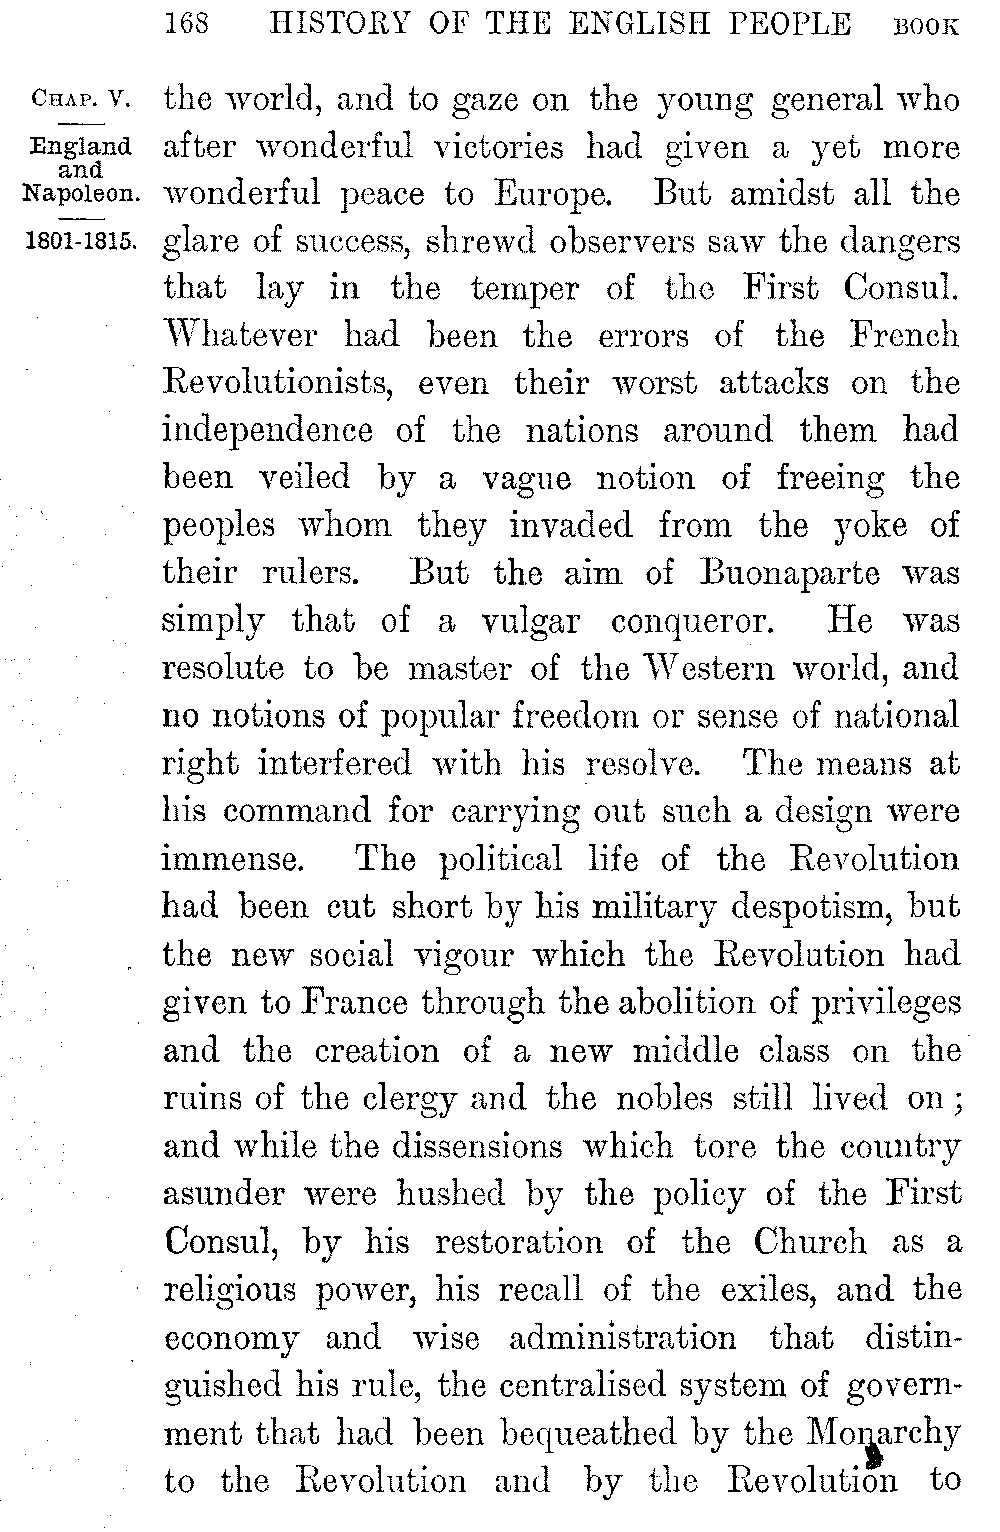 168 HISTORY OF THE ENGLISH PEOPLE BOOK
CHAP. V.
England
and
Napoleon.
1801-1815.
the world, and to gaze on the young general who
after wonderful victories had given a yet more
wonderful peace to Europe. But amidst all the
glare of success, shrewd observers saw the dangers
that lay in the temper of the First Consul.
Whatever had been the errors of the French
Revolutionists, even their worst attacks on the
independence of the nations around them had
been veiled by a vague notion of freeing the
peoples whom they invaded from the yoke of
their rulers. But the aim of Buonaparte was
simply that of a vulgar conqueror. He was
resolute to be master of the Western world, and
no notions of popular freedom or sense of national
right interfered with his resolve. The means at
his command for carrying out such a design were
immense. The political life of the Revolution
had been cut short by his military despotism, but
the new social vigour which the Revolution had
given to France through the abolition of privileges
and the creation of a new middle class on the
ruins of the clergy and the nobles still lived on ;
and while the dissensions which tore the country
asunder were hushed by the policy of the First
Consul, by his restoration of the Church as a
religious power, his recall of the exiles, and the
economy and wise administration that distin-
guished his rule, the centralised system of govern-
ment that had been bequeathed by the Monarchy
to the Revolution and by the Revolution to